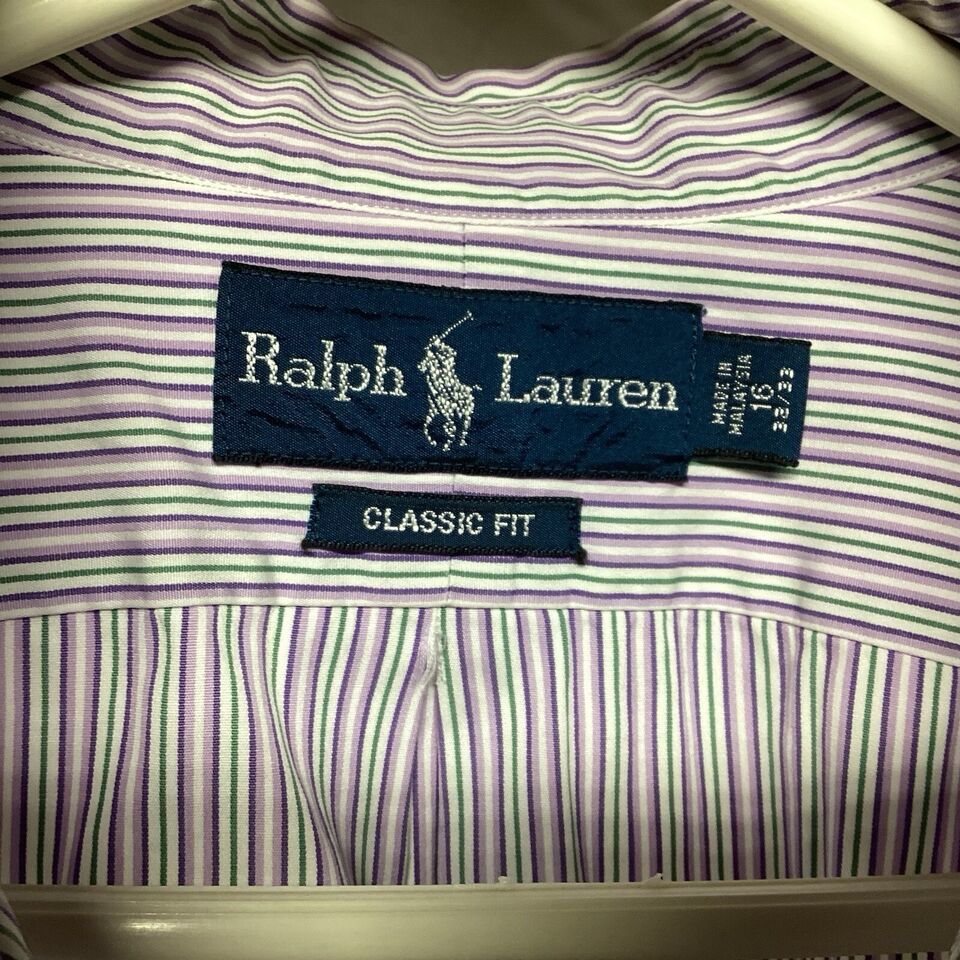 Ralph Lauren
MADE IN
MALAYSIA
16
32/33
CLASSIC FIT